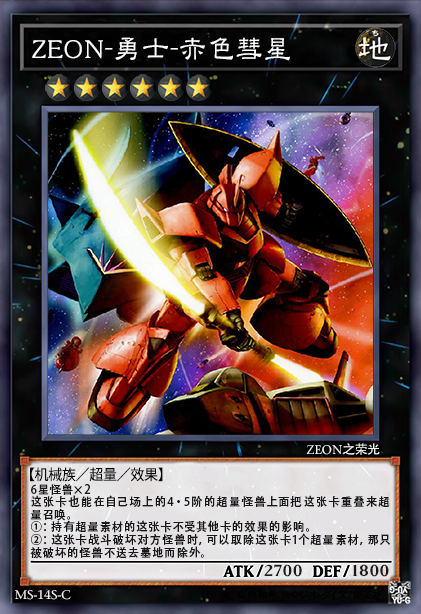 ZEON-勇士-赤色彗星
ち
地
ZEON之荣光
【机械族／超量／效果】
6星怪兽×2
这张卡也能在自己场上的4·5阶的超量怪兽上面把这张卡重叠来超
量召唤。
①：持有超量素材的这张卡不受其他卡的效果的影响。
②：这张卡战斗破坏对方怪兽时，可以取除这张卡1个超量素材，那只
被破坏的怪兽不送去墓地而除外。
ATK/2700 DEF/1800
MS-14S-C